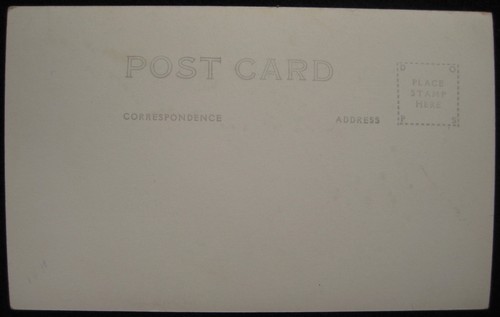 POST CARD
CORRESPONDENCE
ADDRESS
PLACE
STAMP
HERE